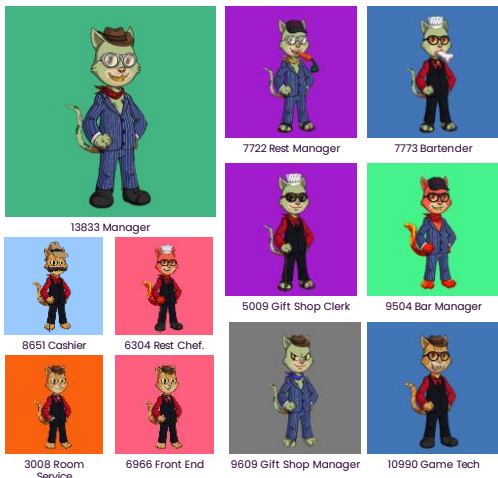 7722 Rest Manager
7773 Bartender
13833 Manager
5009 Gift Shop Clerk
9504 Bar Manager
8651 Cashier
6304 Rest Chef.
3008 Room
Service
6966 Front End
9609 Gift Shop Manager
10990 Game Tech